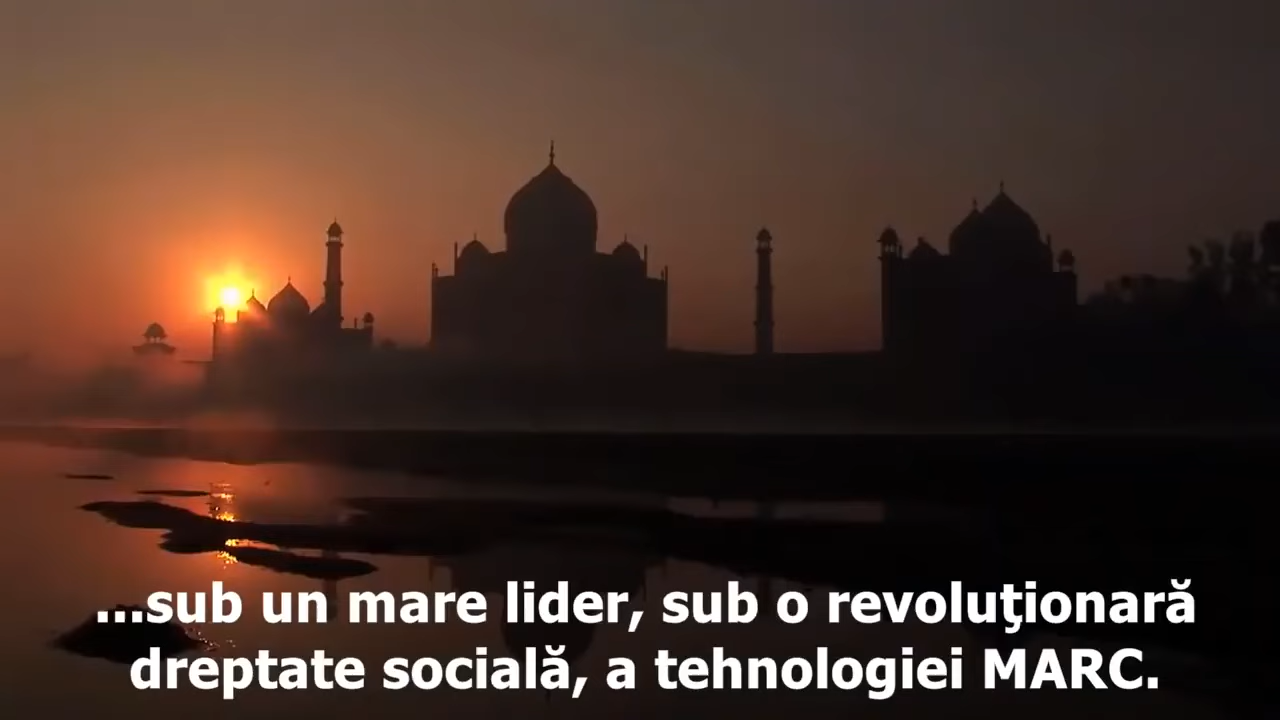 ...sub un mare lider, sub o revoluţionară
dreptate socială, a tehnologiei MARC.